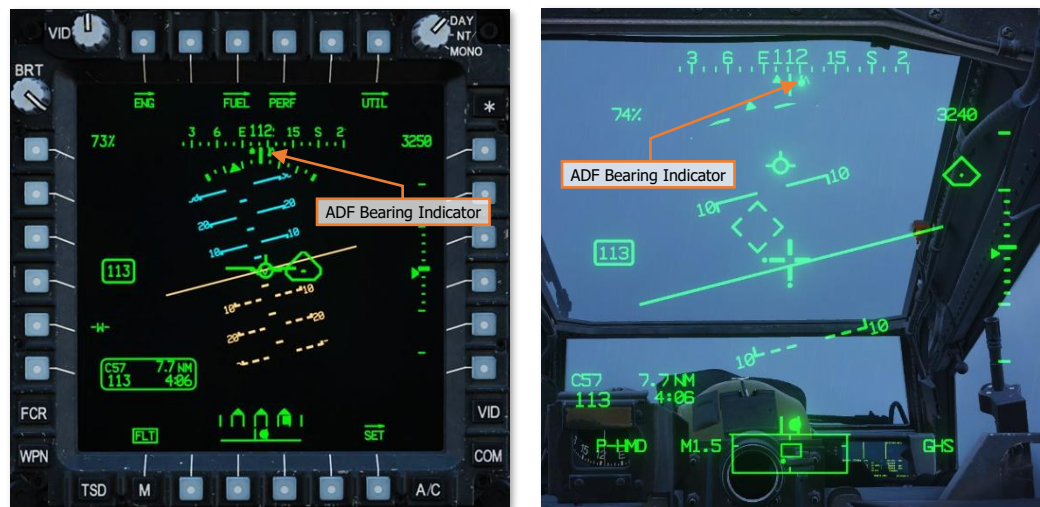 VID
DAY
NT
MONO
BRT
ENG FUEL PERF UTIL
*
3 6 E 112 15 S 2
73% 3250
ADF Bearing Indicator
20 20
10 10
113
10 10
20 20
-W-
C57 7.7 NM
113 4:06
FCR VID
FLT SET
WPN COM
TSD M A/C
3 6 E 112 15 S 2
74% 3240
ADF Bearing Indicator
10 10
113
10 10
C57 7.7 NM
113 4:06
P-HMD M1.5 GHS